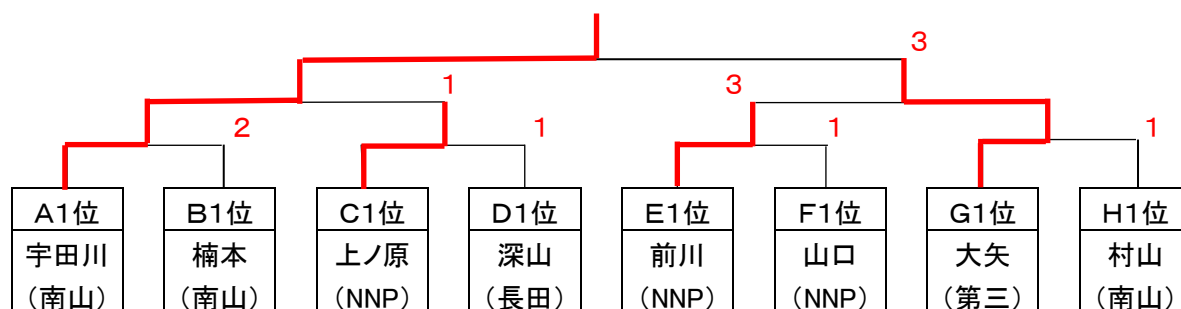 3
1
3
2
1
1
1
A1位 B1位 C1位 D1位 E1位 F1位 G1位 H1位
宇田川 楠本 上ノ原 深山 前川 山口 大矢 村山
(南山) (南山) (NNP) (長田) (NNP) (NNP) (第三) (南山)